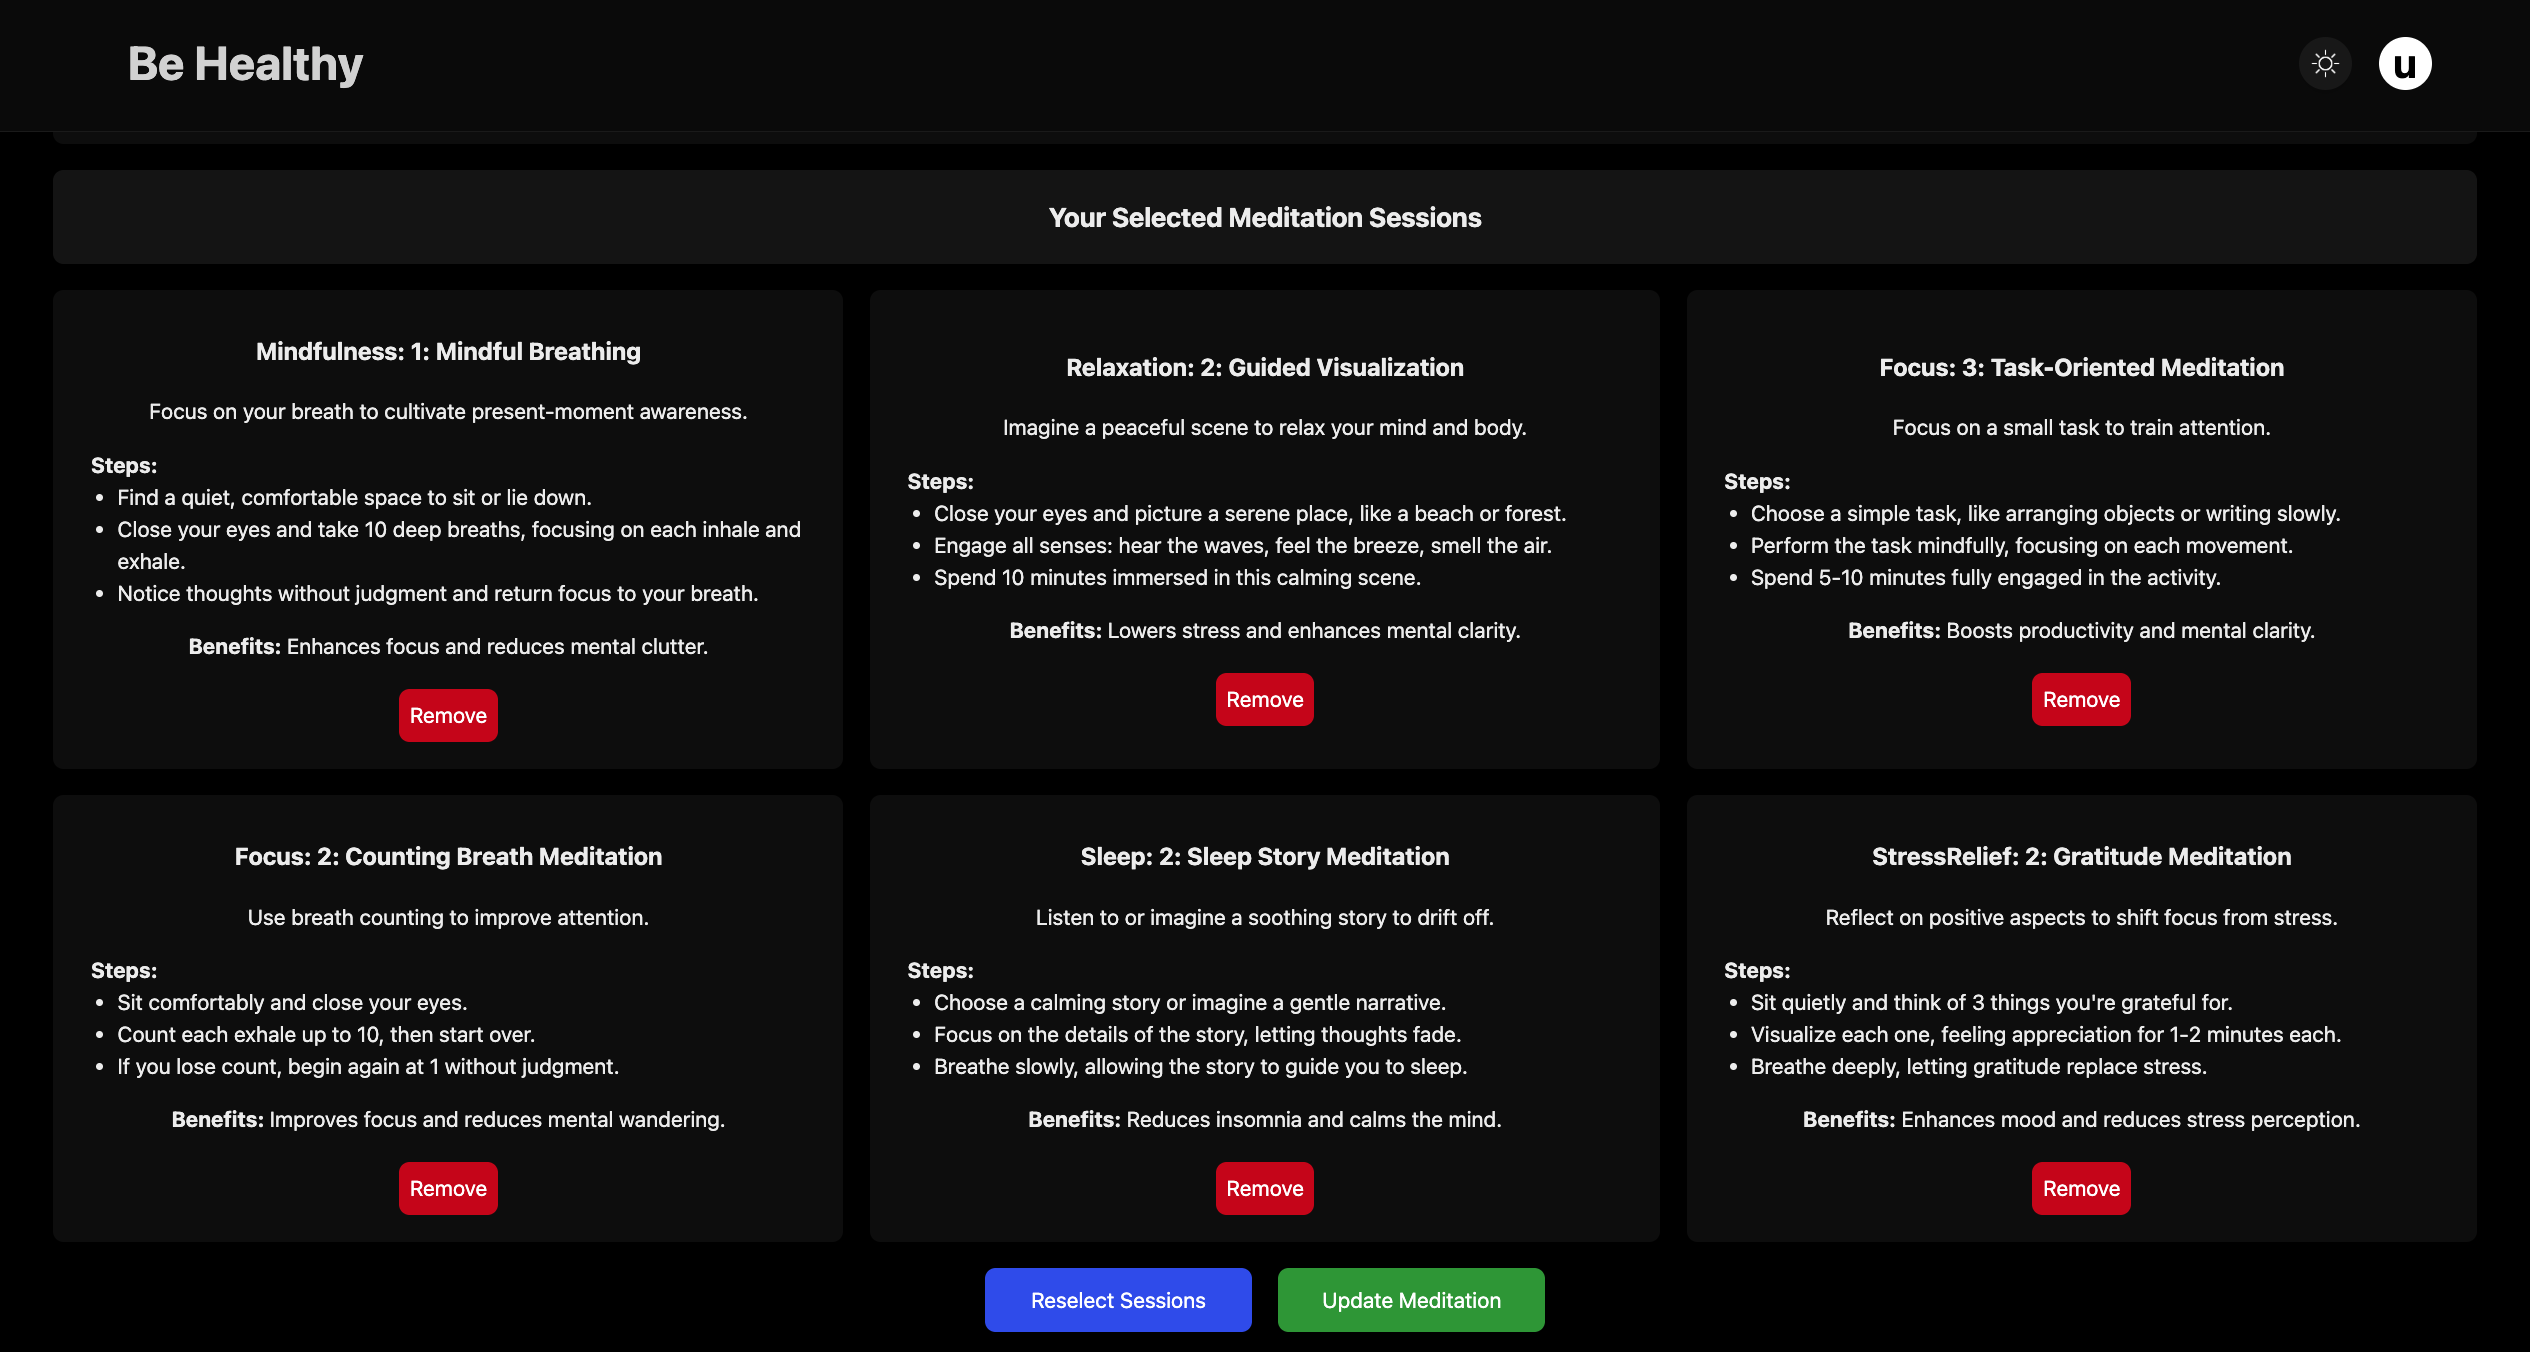 Be Healthy
u
Your Selected Meditation Sessions
Mindfulness: 1: Mindful Breathing
Focus on your breath to cultivate present-moment awareness.
Steps:
• Find a quiet, comfortable space to sit or lie down.
• Close your eyes and take 10 deep breaths, focusing on each inhale and
exhale.
• Notice thoughts without judgment and return focus to your breath.
Benefits: Enhances focus and reduces mental clutter.
Remove
Relaxation: 2: Guided Visualization
Imagine a peaceful scene to relax your mind and body.
Steps:
• Close your eyes and picture a serene place, like a beach or forest.
• Engage all senses: hear the waves, feel the breeze, smell the air.
• Spend 10 minutes immersed in this calming scene.
Benefits: Lowers stress and enhances mental clarity.
Remove
Focus: 3: Task-Oriented Meditation
Focus on a small task to train attention.
Steps:
• Choose a simple task, like arranging objects or writing slowly.
• Perform the task mindfully, focusing on each movement.
• Spend 5-10 minutes fully engaged in the activity.
Benefits: Boosts productivity and mental clarity.
Remove
Focus: 2: Counting Breath Meditation
Use breath counting to improve attention.
Steps:
• Sit comfortably and close your eyes.
• Count each exhale up to 10, then start over.
• If you lose count, begin again at 1 without judgment.
Benefits: Improves focus and reduces mental wandering.
Remove
Sleep: 2: Sleep Story Meditation
Listen to or imagine a soothing story to drift off.
Steps:
• Choose a calming story or imagine a gentle narrative.
• Focus on the details of the story, letting thoughts fade.
• Breathe slowly, allowing the story to guide you to sleep.
Benefits: Reduces insomnia and calms the mind.
Remove
StressRelief: 2: Gratitude Meditation
Reflect on positive aspects to shift focus from stress.
Steps:
• Sit quietly and think of 3 things you're grateful for.
• Visualize each one, feeling appreciation for 1-2 minutes each.
• Breathe deeply, letting gratitude replace stress.
Benefits: Enhances mood and reduces stress perception.
Remove
Reselect Sessions
Update Meditation